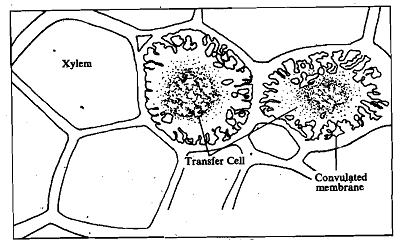 Xylem
Transfer Cell
Convulated
membrane